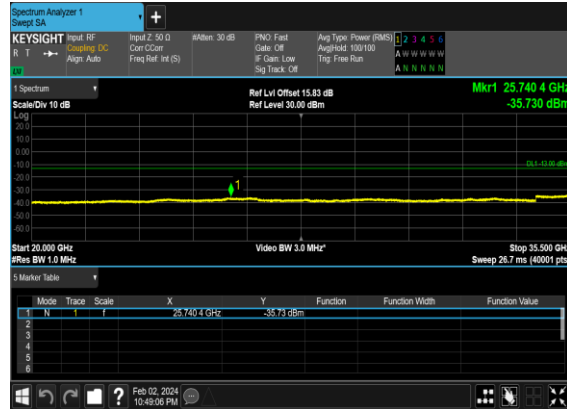 Spectrum Analyzer 1
Swept SA
+
KEYSIGHT Input: RF Input Z: 50 Ω #Atten: 30 dB PNO: Fast Avg Type: Power (RMS) 1 2 3 4 5 6
R T Coupling: DC Corr CCorr Gate: Off Avg|Hold: 100/100 A W W W W W
Align: Auto Freq Ref: Int (S) IF Gain: Low Trig: Free Run
Sig Track: Off A N N N N N
1 Spectrum Ref Lvl Offset 15.83 dB Mkr1 25.740 4 GHz
Scale/Div 10 dB Ref Level 30.00 dBm -35.730 dBm
Log
20.0
10.0
0.00
-10.0
DL1 -13.00 dBm
-20.0
1
-30.0
-40.0
-50.0
-60.0
Start 20.000 GHz Video BW 3.0 MHz* Stop 35.500 GHz
#Res BW 1.0 MHz Sweep 26.7 ms (40001 pts)
5 Marker Table
Mode Trace Scale X Y Function Function Width Function Value
1 N 1 f 25.740 4 GHz -35.73 dBm
2
3
4
5
6
? Feb 02, 2024
10:49:06 PM